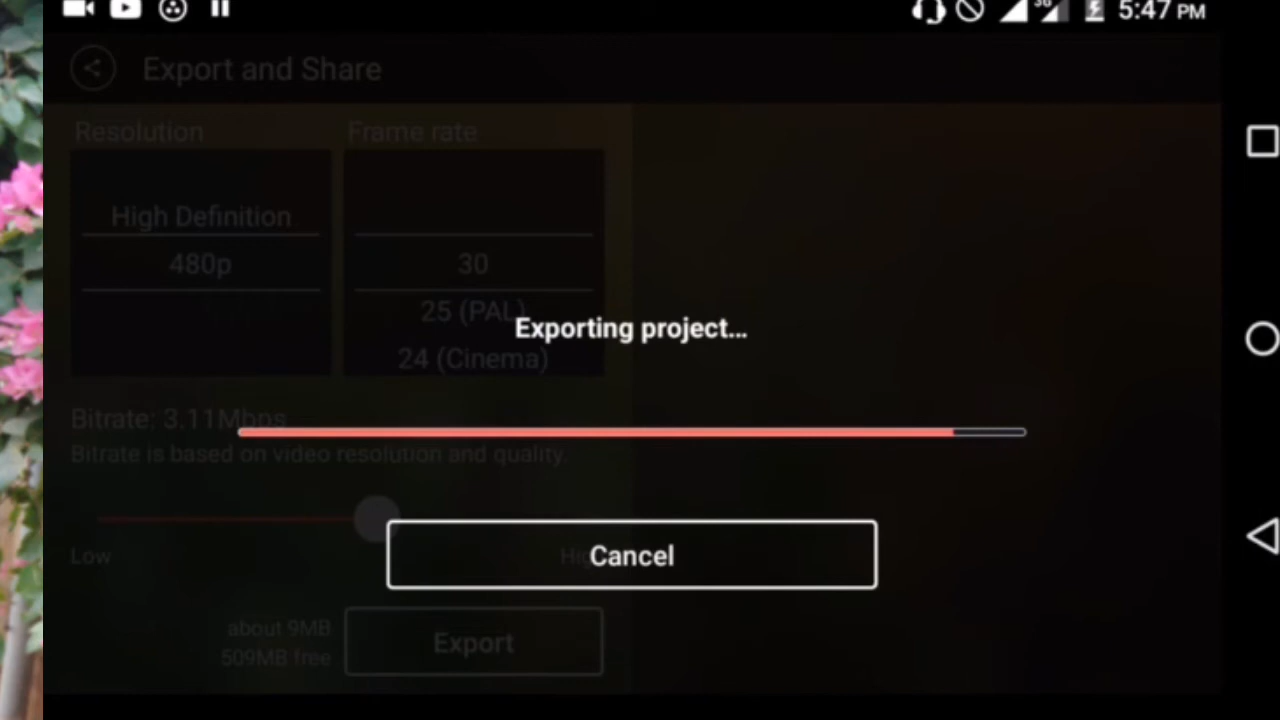 3G 5:47 PM
Export and Share
Resolution Frame rate
High Definition
480p 30
25 (PAL)
Exporting project...
24 (Cinema)
Bitrate: 3.11Mbps
Bitrate is based on video resolution and quality.
Low
Cancel
about 9MB
509MB free
Export